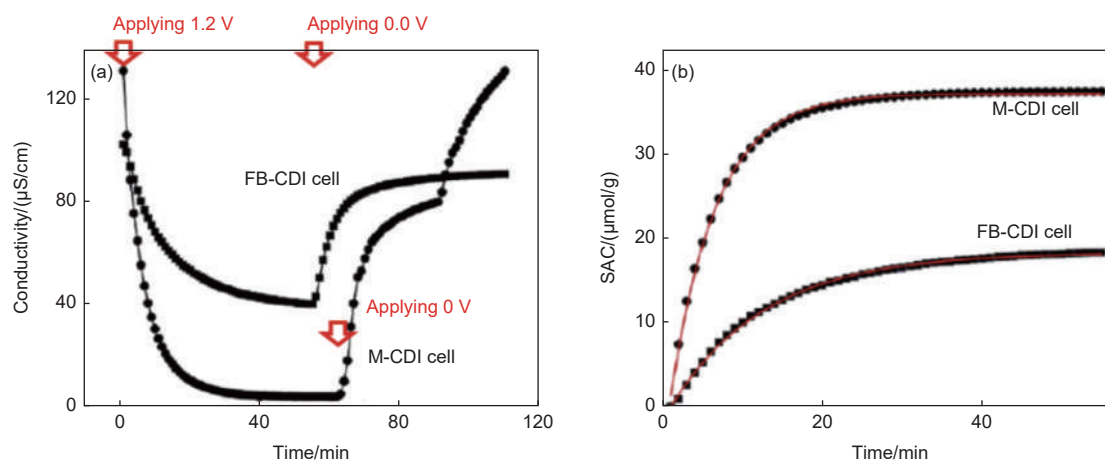 Applying 1.2 V
Applying 0.0 V
(a)
120
80
40
0
Conductivity/(μS/cm)
FB-CDI cell
Applying 0 V
M-CDI cell
0
40
80
120
Time/min
(b)
40
30
20
10
0
SAC/(μmol/g)
M-CDI cell
FB-CDI cell
0
20
40
Time/min